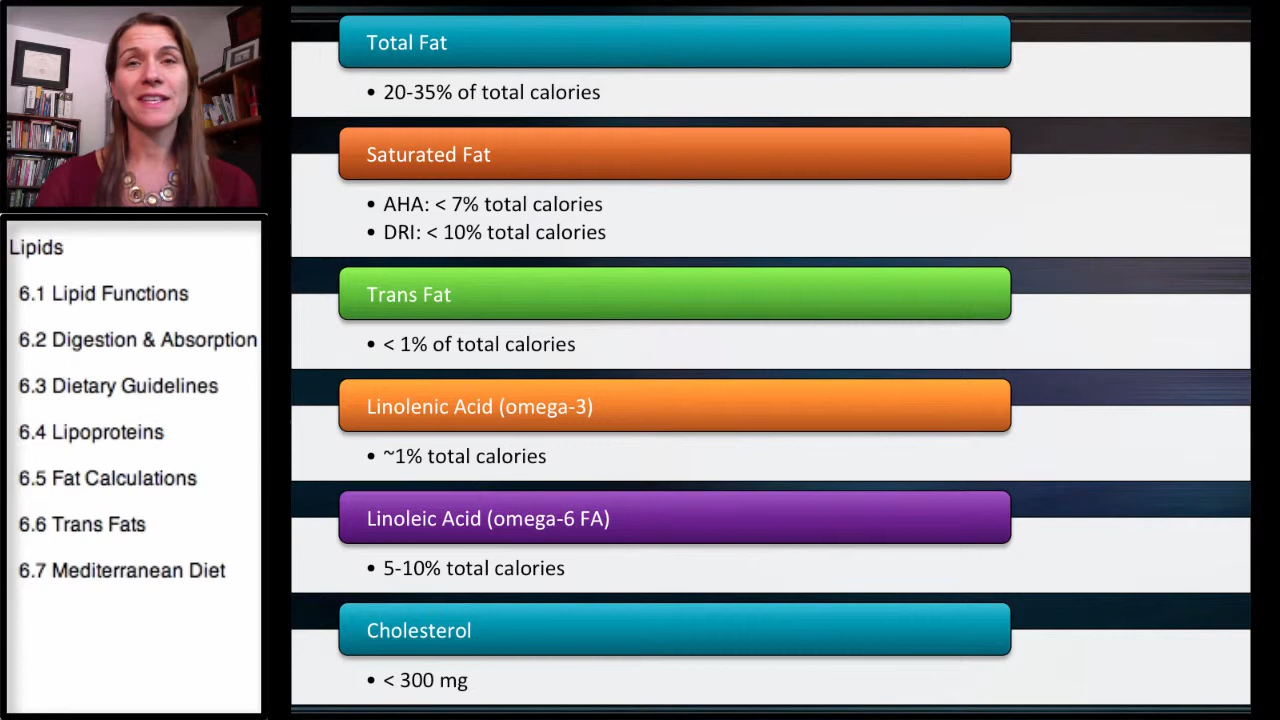 Lipids
6.1 Lipid Functions
6.2 Digestion & Absorption
6.3 Dietary Guidelines
6.4 Lipoproteins
6.5 Fat Calculations
6.6 Trans Fats
6.7 Mediterranean Diet
Total Fat
• 20-35% of total calories
Saturated Fat
• AHA: < 7% total calories
• DRI: < 10% total calories
Trans Fat
• < 1% of total calories
Linolenic Acid (omega-3)
• ~1% total calories
Linoleic Acid (omega-6 FA)
• 5-10% total calories
Cholesterol
• < 300 mg